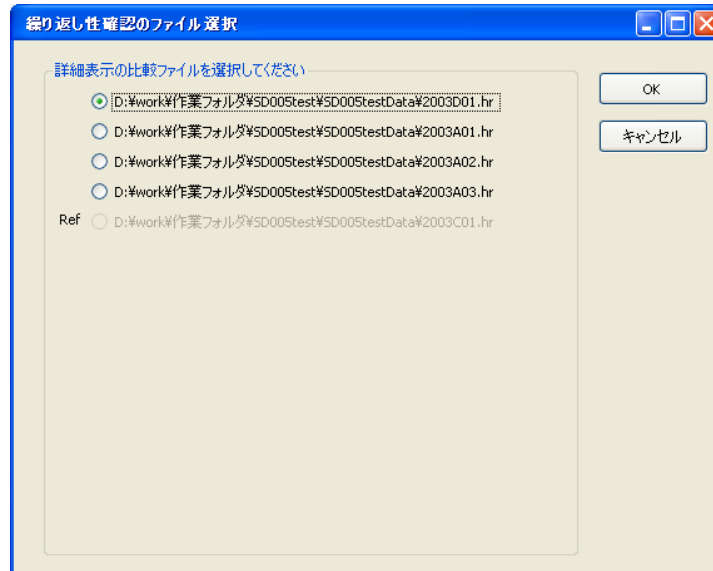 繰り返し性確認のファイル選択
詳細表示の比較ファイルを選択してください
D:¥work¥作業フォルダ¥SD005test¥SD005testData¥2003D01.hr
D:¥work¥作業フォルダ¥SD005test¥SD005testData¥2003A01.hr
D:¥work¥作業フォルダ¥SD005test¥SD005testData¥2003A02.hr
D:¥work¥作業フォルダ¥SD005test¥SD005testData¥2003A03.hr
Ref D:¥work¥作業フォルダ¥SD005test¥SD005testData¥2003C01.hr
OK
キャンセル